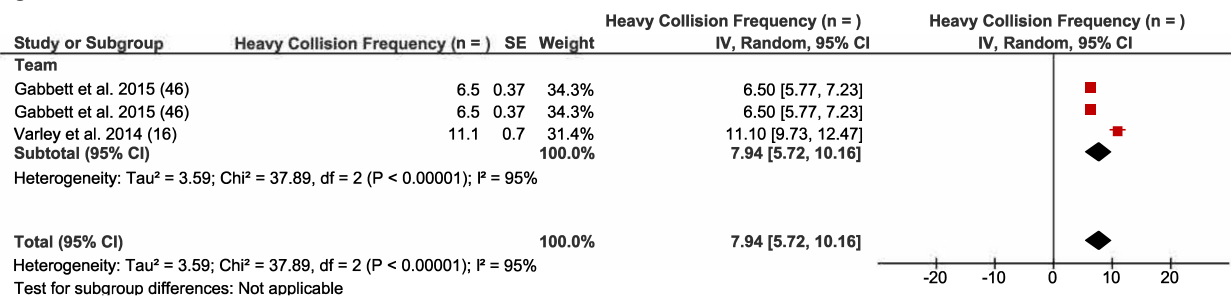 Heavy Collision Frequency (n = ) Heavy Collision Frequency (n = )
Study or Subgroup Heavy Collision Frequency (n = ) SE Weight IV, Random, 95% CI IV, Random, 95% CI
Team
Gabbett et al. 2015 (46) 6.5 0.37 34.3% 6.50 [5.77, 7.23]
Gabbett et al. 2015 (46) 6.5 0.37 34.3% 6.50 [5.77, 7.23]
Varley et al. 2014 (16) 11.1 0.7 31.4% 11.10 [9.73, 12.47]
Subtotal (95% CI) 100.0% 7.94 [5.72, 10.16]
Heterogeneity: Tau² = 3.59; Chi² = 37.89, df = 2 (P < 0.00001); I² = 95%
Total (95% CI) 100.0% 7.94 [5.72, 10.16]
Heterogeneity: Tau² = 3.59; Chi² = 37.89, df = 2 (P < 0.00001); I² = 95%
-20 -10 0 10 20
Test for subgroup differences: Not applicable